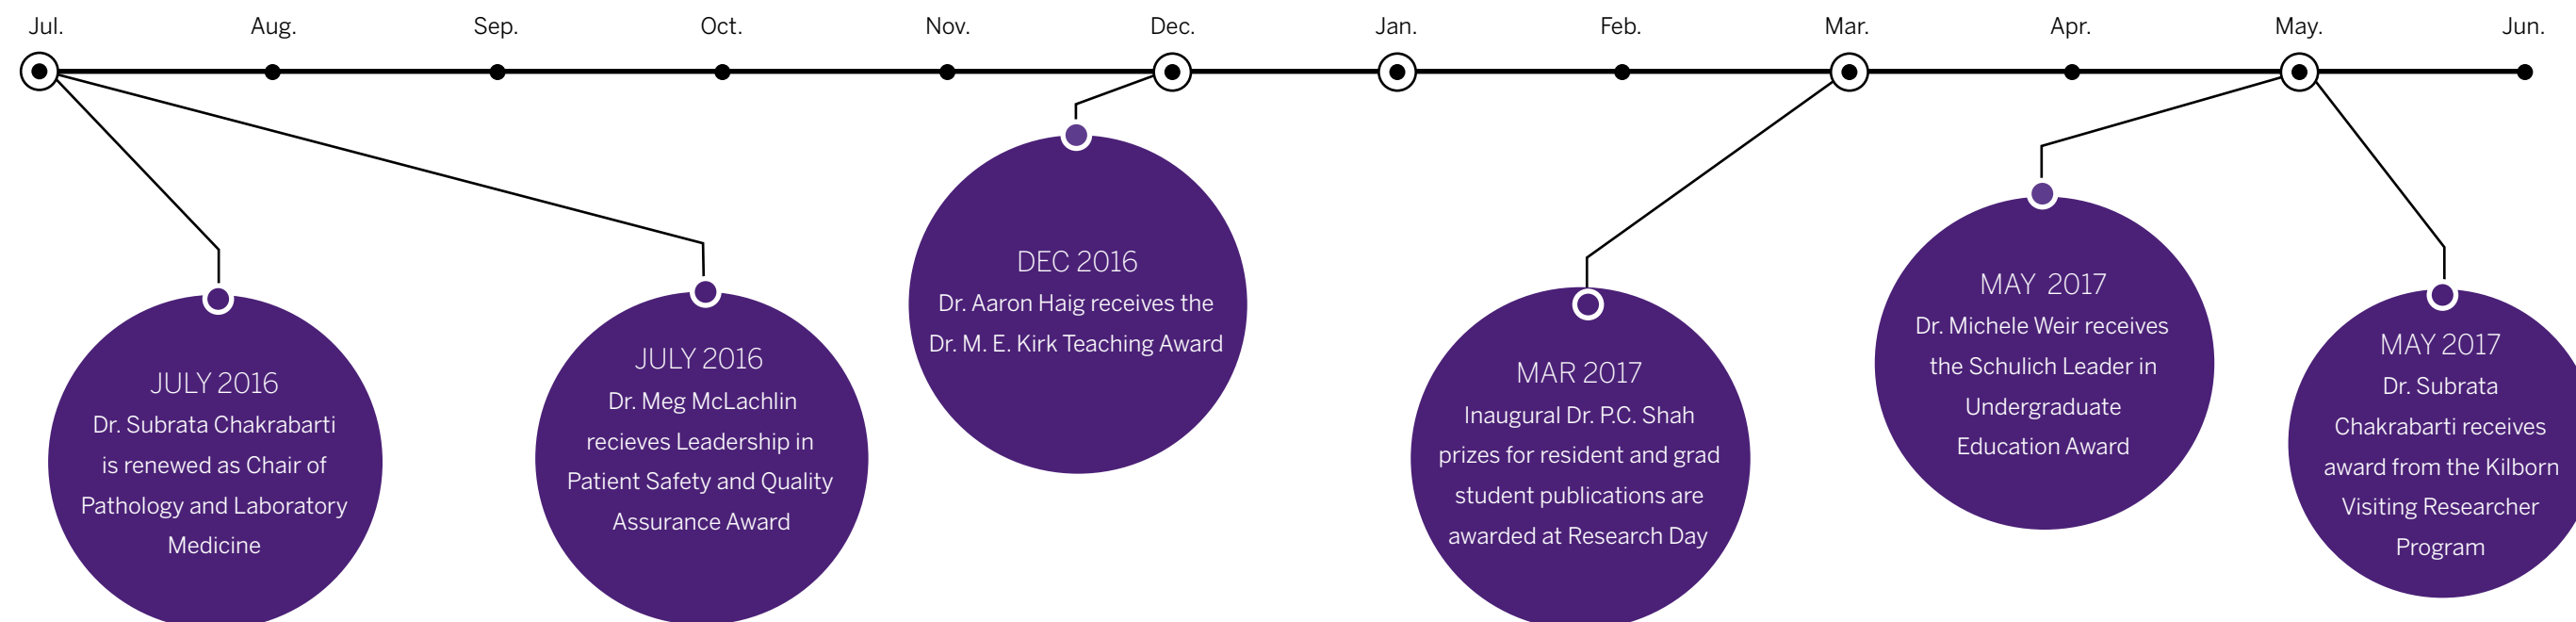 Jul. Aug. Sep. Oct. Nov. Dec. Jan. Feb. Mar. Apr. May. Jun.
JULY 2016
Dr. Subrata Chakrabarti
is renewed as Chair of
Pathology and Laboratory
Medicine
JULY 2016
Dr. Meg McLachlin
recieves Leadership in
Patient Safety and Quality
Assurance Award
DEC 2016
Dr. Aaron Haig receives the
Dr. M. E. Kirk Teaching Award
MAR 2017
Inaugural Dr. P.C. Shah
prizes for resident and grad
student publications are
awarded at Research Day
MAY 2017
Dr. Michele Weir receives
the Schulich Leader in
Undergraduate
Education Award
MAY 2017
Dr. Subrata
Chakrabarti receives
award from the Kilborn
Visiting Researcher
Program